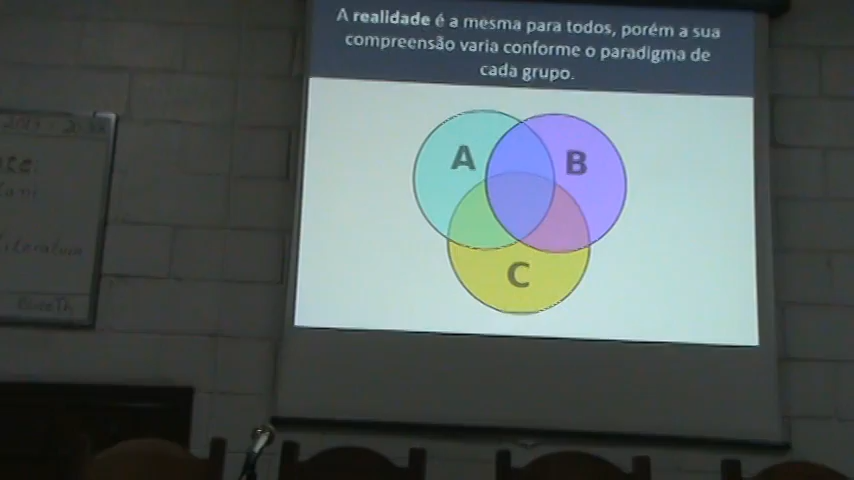 A realidade é a mesma para todos, porém a sua
compreensão varia conforme o paradigma de
cada grupo.
A
B
C